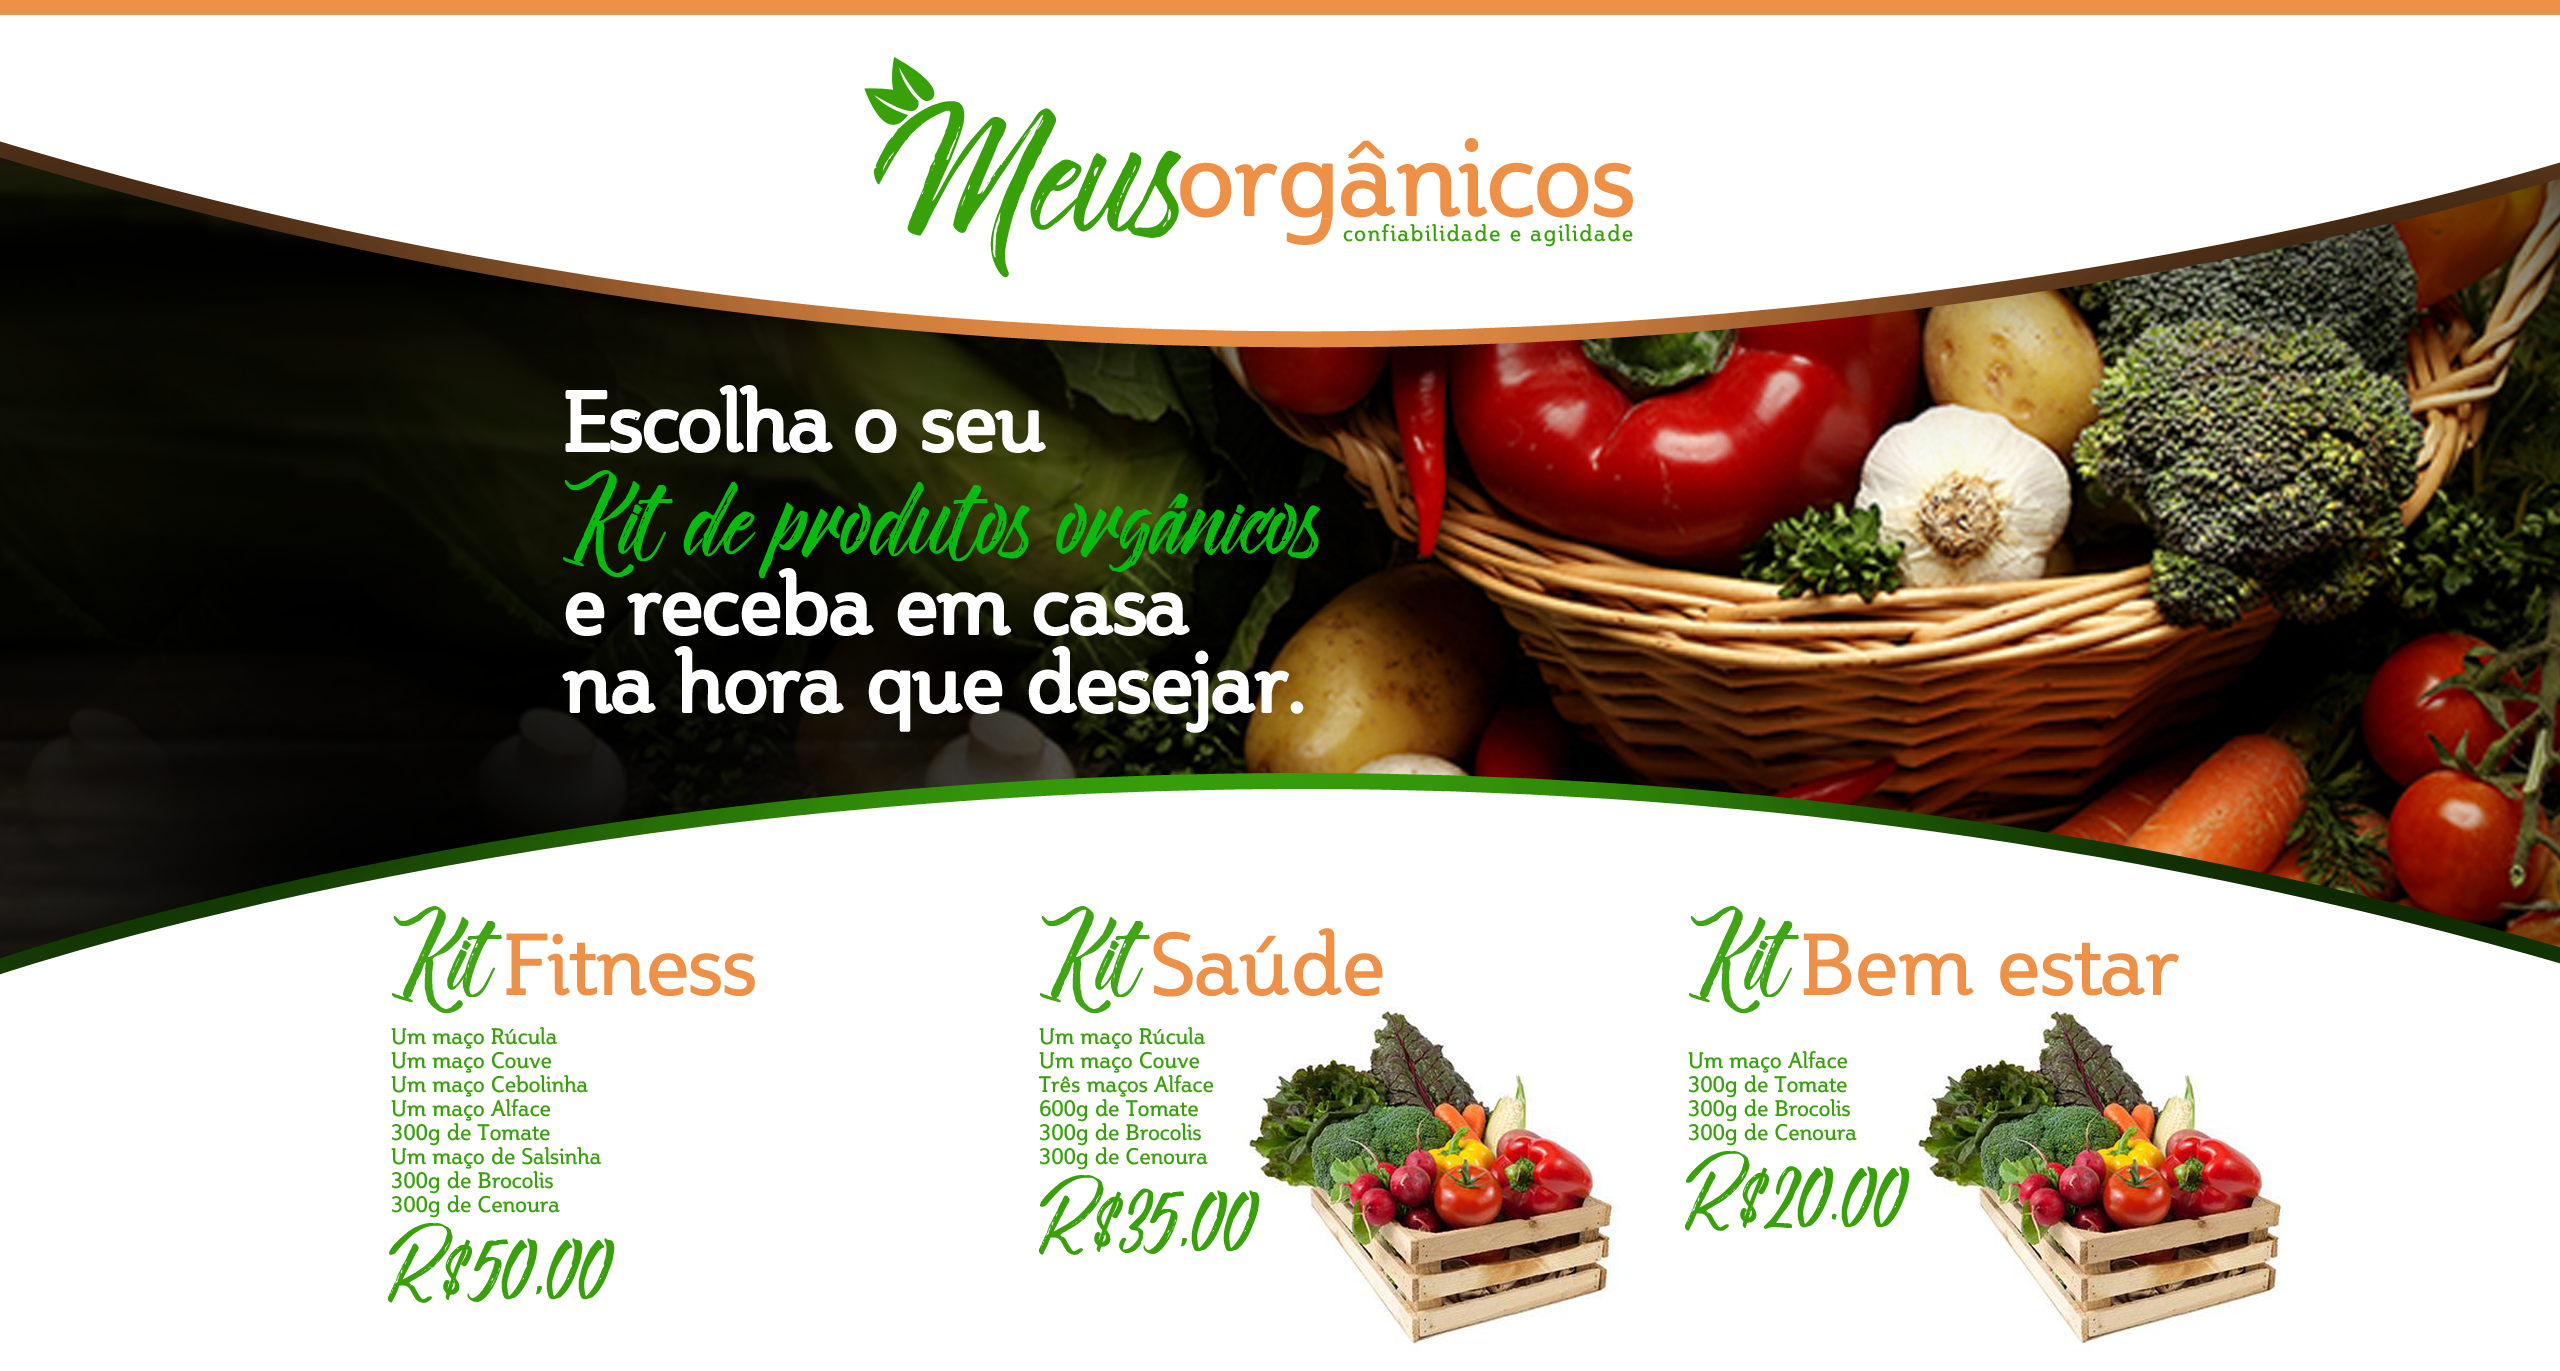 Meusorgânicos
confiabilidade e agilidade
Escolha o seu
Kit de produtos orgânicos
e receba em casa
na hora que desejar.
Kit Fitness
Um maço Rúcula
Um maço Couve
Um maço Cebolinha
Um maço Alface
300g de Tomate
Um maço de Salsinha
300g de Brocolis
300g de Cenoura
R$50,00
Kit Saúde
Um maço Rúcula
Um maço Couve
Três maços Alface
600g de Tomate
300g de Brocolis
300g de Cenoura
R$35,00
Kit Bem estar
Um maço Alface
300g de Tomate
300g de Brocolis
300g de Cenoura
R$20.00